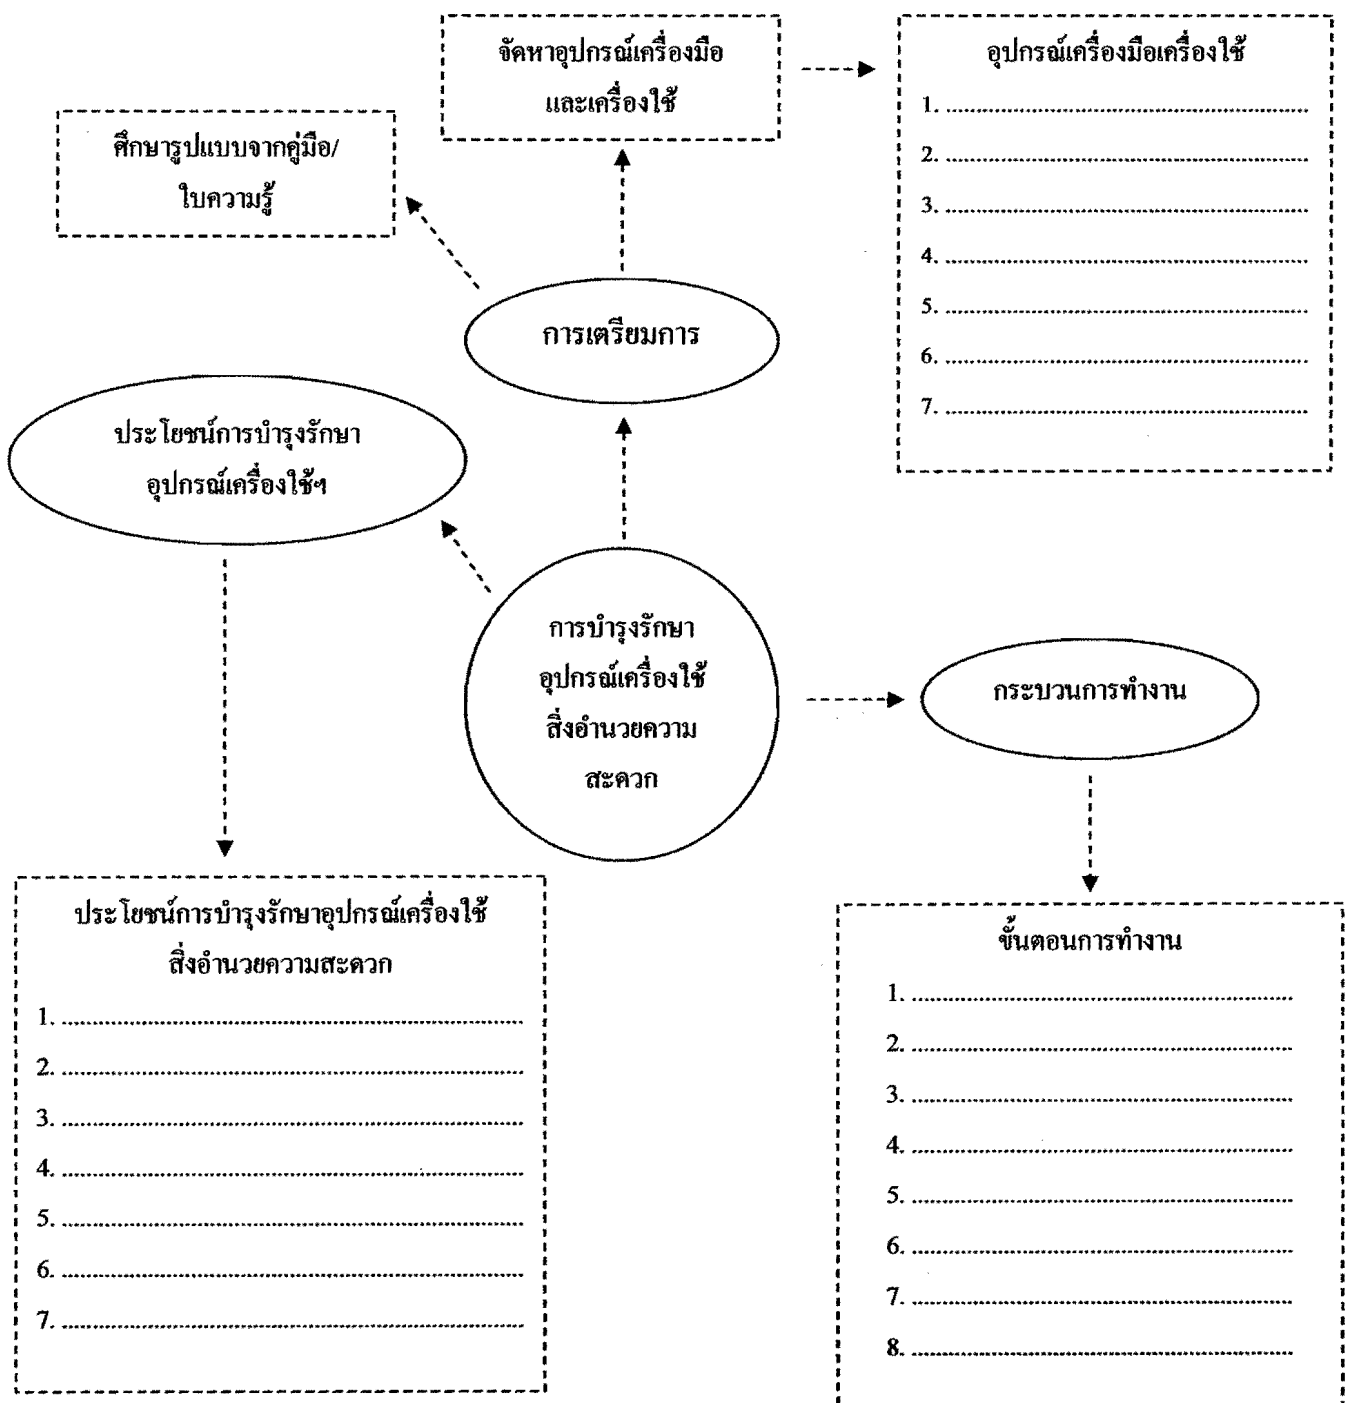 จัดหาอุปกรณ์เครื่องมือ
และเครื่องใช้
อุปกรณ์เครื่องมือเครื่องใช้
1. ..........
2. ..........
3. ..........
4. ..........
5. ..........
6. ..........
7. ..........
ศึกษารูปแบบจากคู่มือ/
ใบความรู้
การเตรียมการ
ประโยชน์การบำรุงรักษา
อุปกรณ์เครื่องใช้ฯ
การบำรุงรักษา
อุปกรณ์เครื่องใช้
สิ่งอำนวยความ
สะดวก
กระบวนการทำงาน
ประโยชน์การบำรุงรักษาอุปกรณ์เครื่องใช้
สิ่งอำนวยความสะดวก
1. ..........
2. ..........
3. ..........
4. ..........
5. ..........
6. ..........
7. ..........
ขั้นตอนการทำงาน
1. ..........
2. ..........
3. ..........
4. ..........
5. ..........
6. ..........
7. ..........
8. ..........